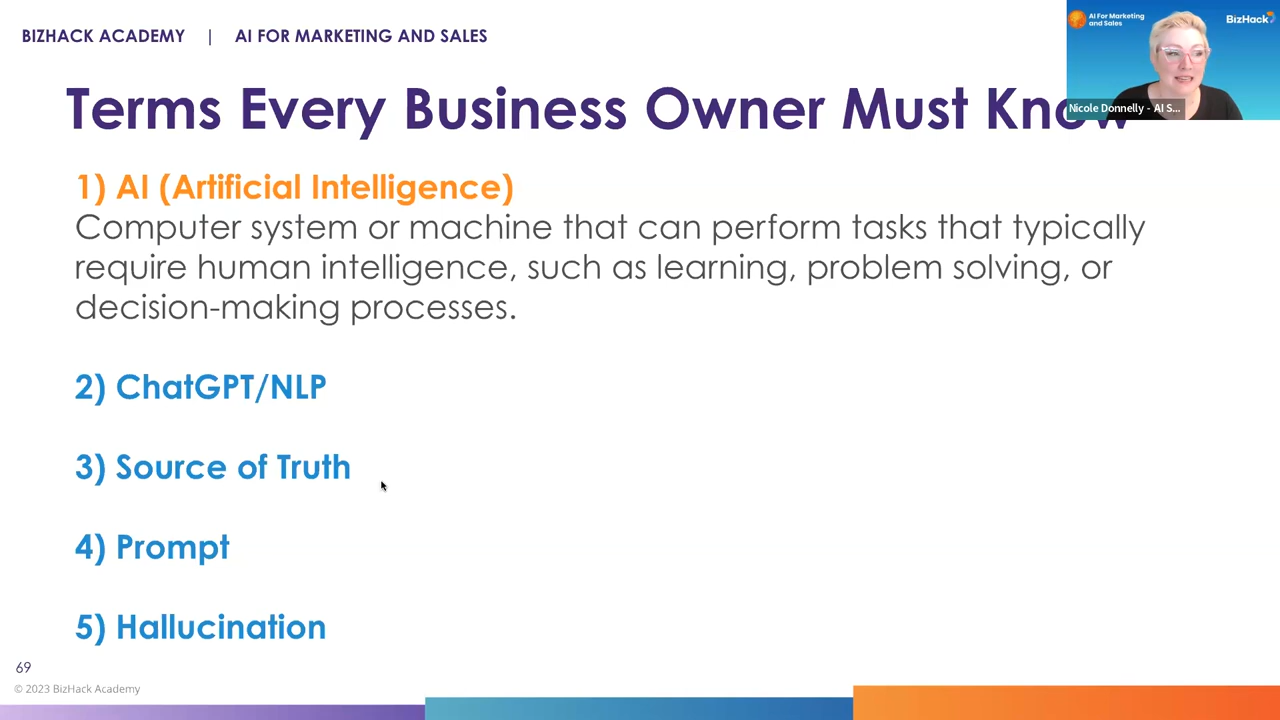 BIZHACK ACADEMY | AI FOR MARKETING AND SALES
AI For Marketing
and Sales
BizHack
Terms Every Business Owner Must Know
Nicole Donnelly - AI S...
1) AI (Artificial Intelligence)
Computer system or machine that can perform tasks that typically
require human intelligence, such as learning, problem solving, or
decision-making processes.
2) ChatGPT/NLP
3) Source of Truth
4) Prompt
5) Hallucination
69
© 2023 BizHack Academy